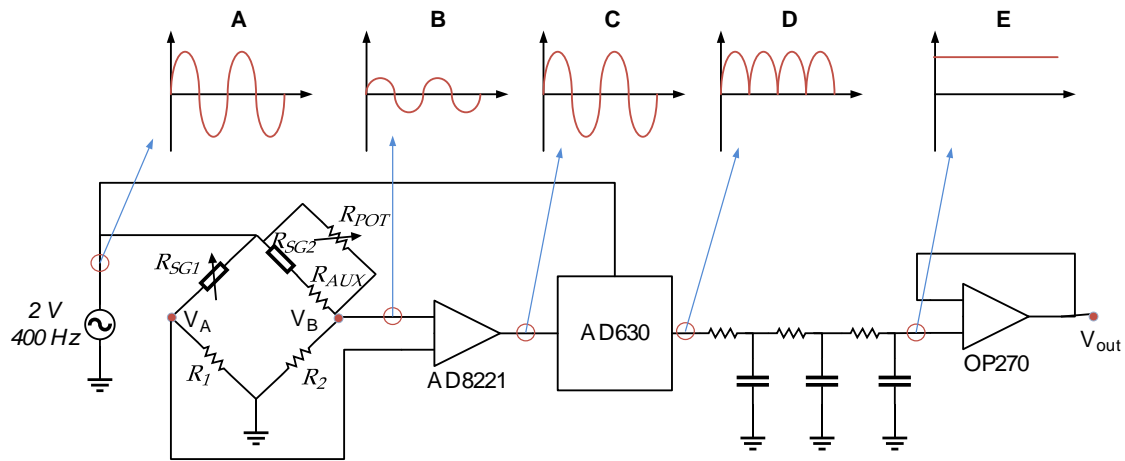 A B C D E
R_POT
R_SG1 R_SG2
R_AUX
2 V
400 Hz
V_A V_B
AD630
R_1 R_2
AD8221
OP270
V_out